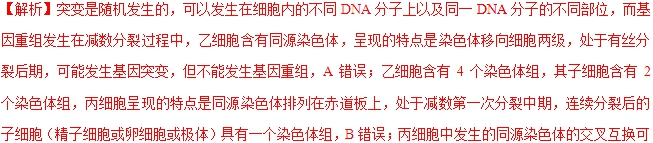 【解析】突变是随机发生的，可以发生在细胞内的不同 DNA 分子上以及同一 DNA 分子的不同部位，而基
因重组发生在减数分裂过程中，乙细胞含有同源染色体，呈现的特点是染色体移向细胞两级，处于有丝分
裂后期，可能发生基因突变，但不能发生基因重组，A 错误；乙细胞含有 4 个染色体组，其子细胞含有 2
个染色体组，丙细胞呈现的特点是同源染色体排列在赤道板上，处于减数第一次分裂中期，连续分裂后的
子细胞（精子细胞或卵细胞或极体）具有一个染色体组，B 错误；丙细胞中发生的同源染色体的交叉互换可